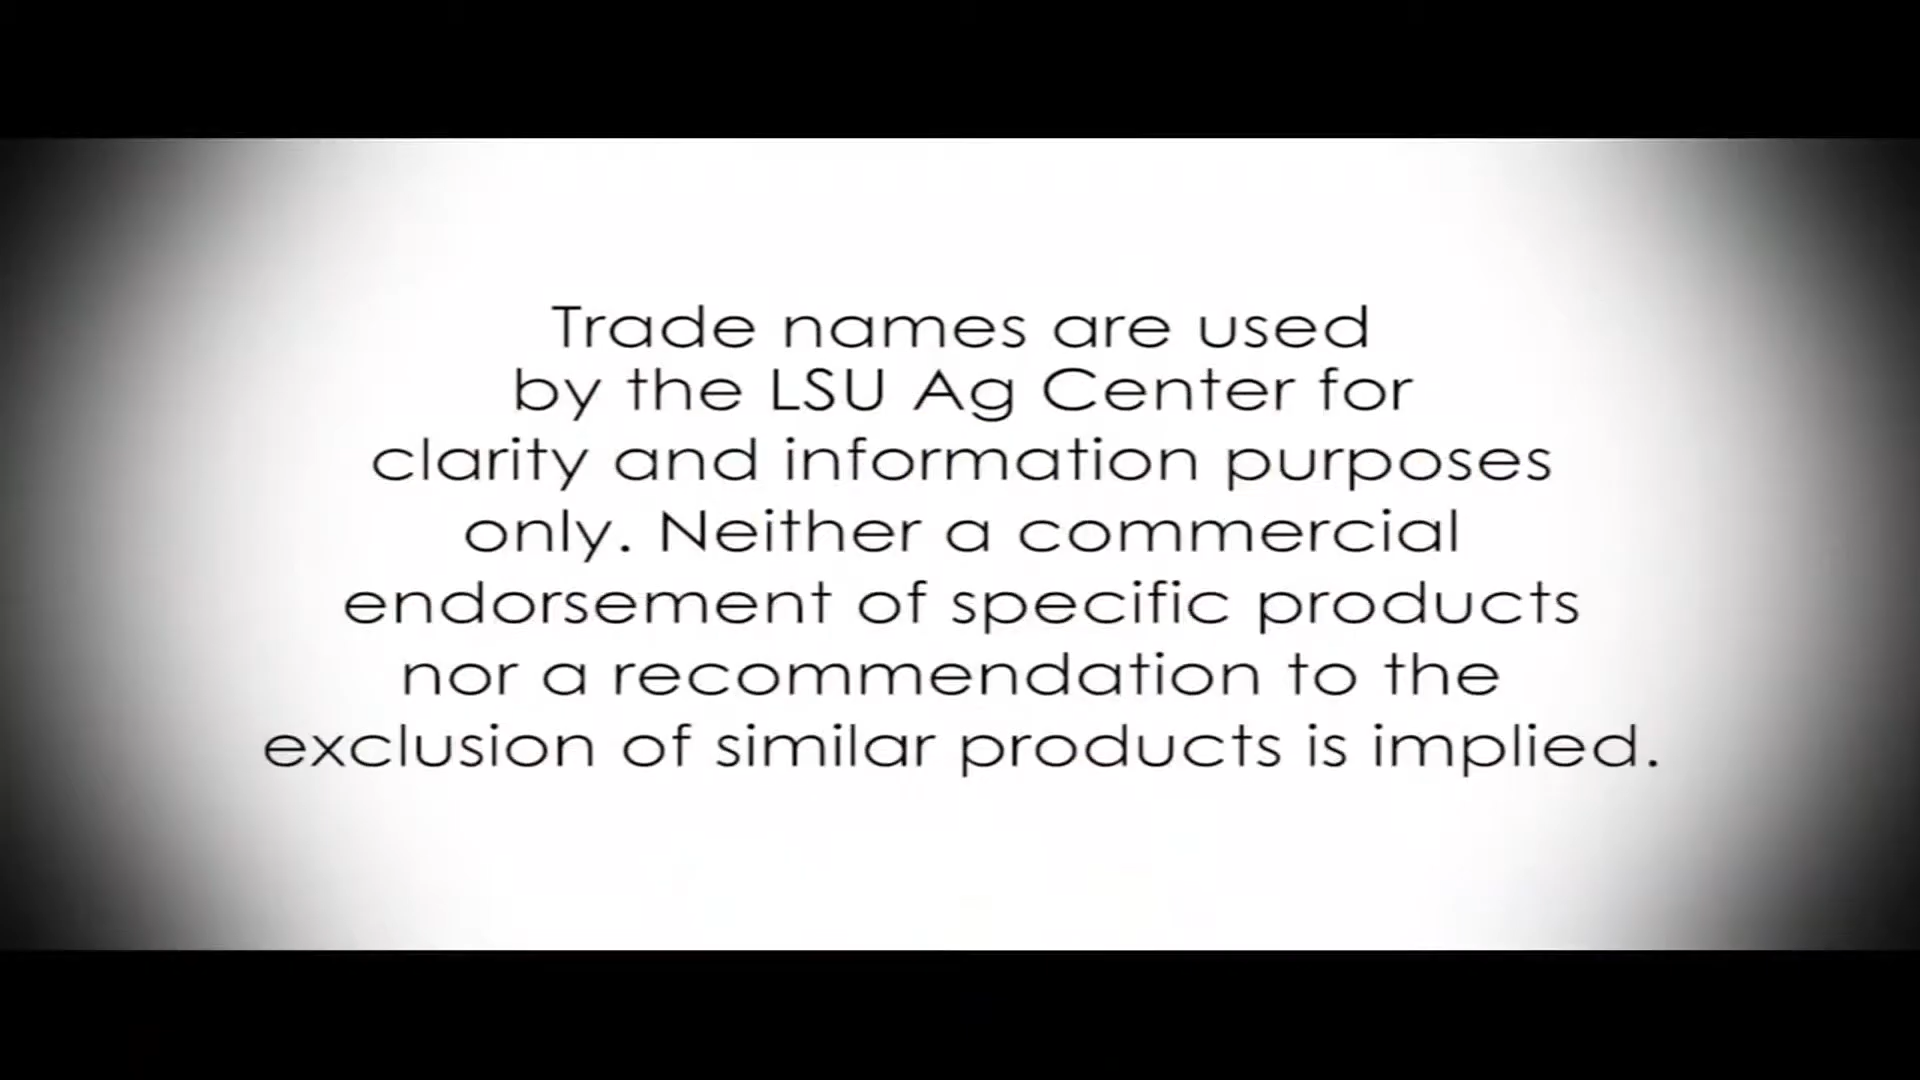 Trade names are used
by the LSU Ag Center for
clarity and information purposes
only. Neither a commercial
endorsement of specific products
nor a recommendation to the
exclusion of similar products is implied.